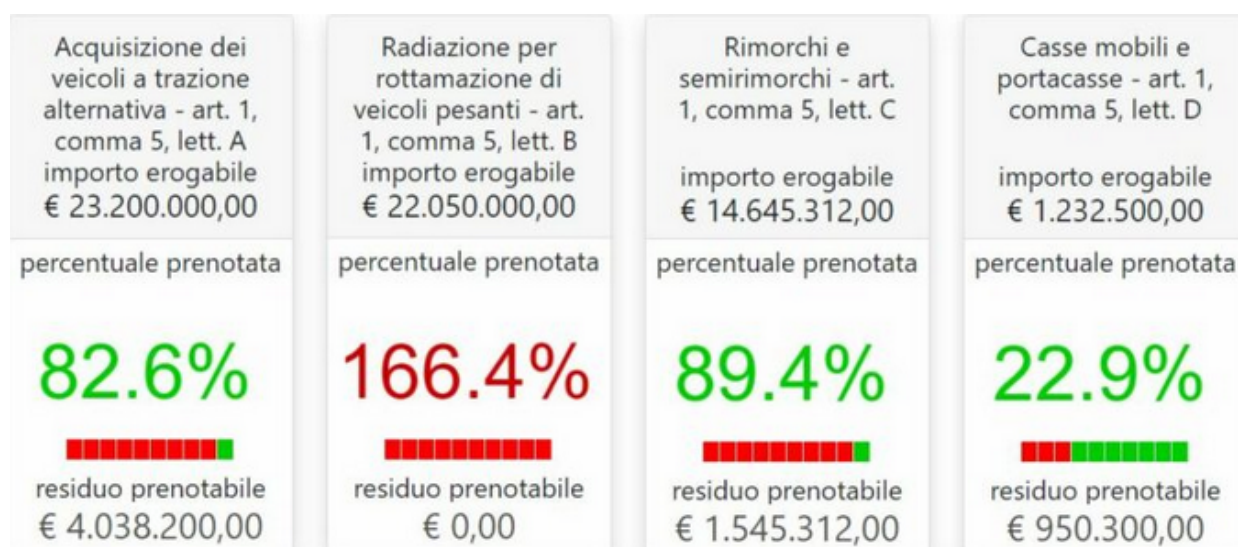 Acquisizione dei
veicoli a trazione
alternativa - art. 1,
comma 5, lett. A
importo erogabile
€ 23.200.000,00
percentuale prenotata
82.6%
residuo prenotabile
€ 4.038.200,00
Radiazione per
rottamazione di
veicoli pesanti - art.
1, comma 5, lett. B
importo erogabile
€ 22.050.000,00
percentuale prenotata
166.4%
residuo prenotabile
€ 0,00
Rimorchi e
semirimorchi - art.
1, comma 5, lett. C
importo erogabile
€ 14.645.312,00
percentuale prenotata
89.4%
residuo prenotabile
€ 1.545.312,00
Casse mobili e
portacasse - art. 1,
comma 5, lett. D
importo erogabile
€ 1.232.500,00
percentuale prenotata
22.9%
residuo prenotabile
€ 950.300,00